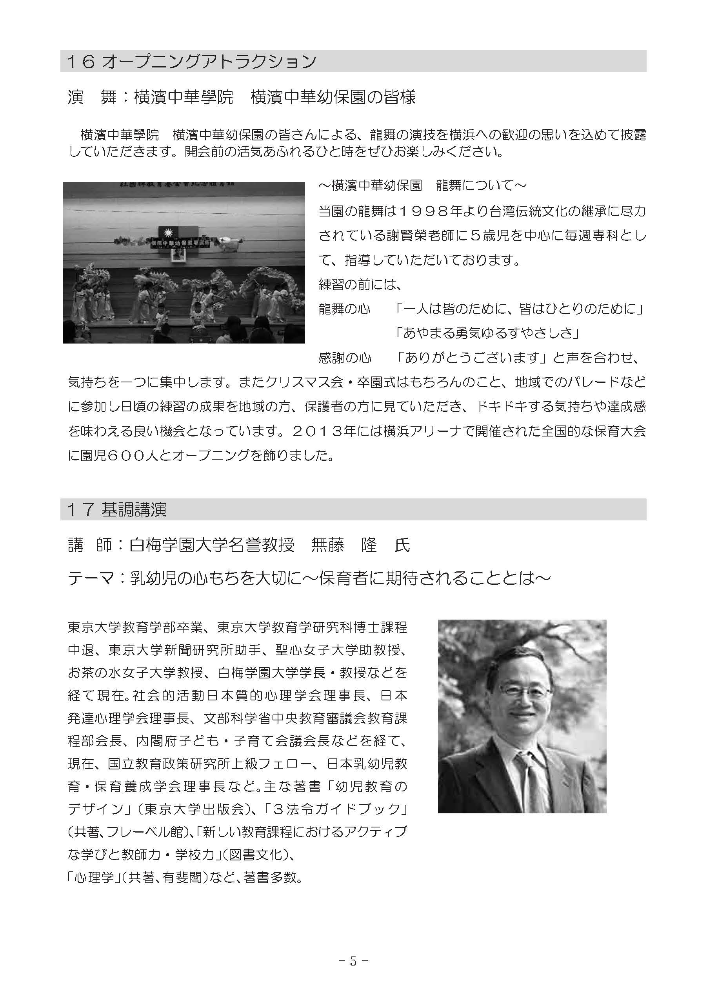 １６ オープニングアトラクション
演　舞：横濱中華學院　横濱中華幼保園の皆様
横濱中華學院　横濱中華幼保園の皆さんによる、龍舞の演技を横浜への歓迎の思いを込めて披露
していただきます。開会前の活気あふれるひと時をぜひお楽しみください。
横濱中華幼保園
～横濱中華幼保園　龍舞について～
当園の龍舞は１９９８年より台湾伝統文化の継承に尽力
されている謝賢榮老師に５歳児を中心に毎週専科とし
て、指導していただいております。
練習の前には、
龍舞の心　「一人は皆のために、皆はひとりのために」
「あやまる勇気ゆるすやさしさ」
感謝の心　「ありがとうございます」と声を合わせ、
気持ちを一つに集中します。またクリスマス会・卒園式はもちろんのこと、地域でのパレードなど
に参加し日頃の練習の成果を地域の方、保護者の方に見ていただき、ドキドキする気持ちや達成感
を味わえる良い機会となっています。２０１３年には横浜アリーナで開催された全国的な保育大会
に園児６００人とオープニングを飾りました。
１７ 基調講演
講　師：白梅学園大学名誉教授　無藤　隆　氏
テーマ：乳幼児の心もちを大切に～保育者に期待されることとは～
東京大学教育学部卒業、東京大学教育学研究科博士課程
中退、東京大学新聞研究所助手、聖心女子大学助教授、
お茶の水女子大学教授、白梅学園大学学長・教授などを
経て現在。社会的活動日本質的心理学会理事長、日本
発達心理学会理事長、文部科学省中央教育審議会教育課
程部会長、内閣府子ども・子育て会議会長などを経て、
現在、国立教育政策研究所上級フェロー、日本乳幼児教
育・保育養成学会理事長など。主な著書「幼児教育の
デザイン」（東京大学出版会）、「３法令ガイドブック」
（共著、フレーベル館）、「新しい教育課程におけるアクティブ
な学びと教師力・学校力」（図書文化）、
「心理学」（共著、有斐閣）など、著書多数。
- 5 -